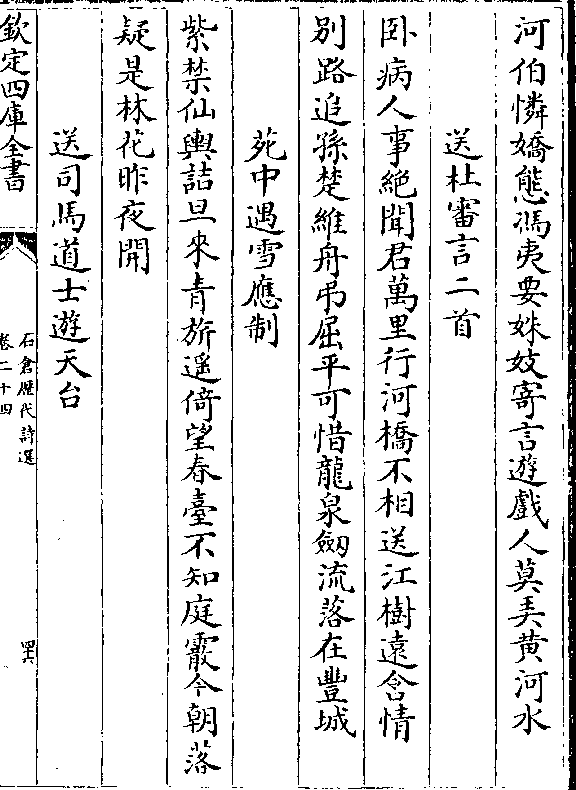 河伯憐嬌態馮夷要姝妓寄言遊戲人莫弄黄河水
送杜審言二首
卧病人事絶聞君萬里行河橋不相送江樹遠含情
別路追孫楚維舟弔屈平可惜龍泉劔流落在豐城
苑中遇雪應制
紫禁仙輿詰旦來青旂遥倚望春臺不知庭霰今朝落
疑是林花昨夜開
送司馬道士遊天台
欽定四庫全書
石倉歷代詩選
卷二十四